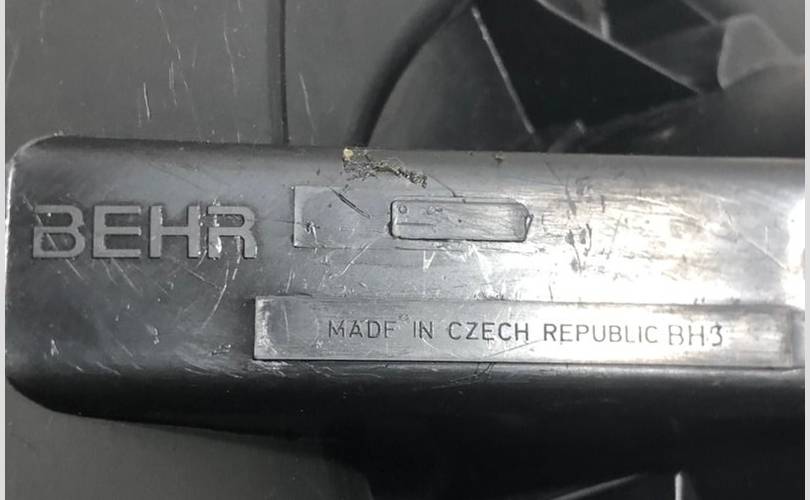 BEHR
MADE IN CZECH REPUBLIC BH3